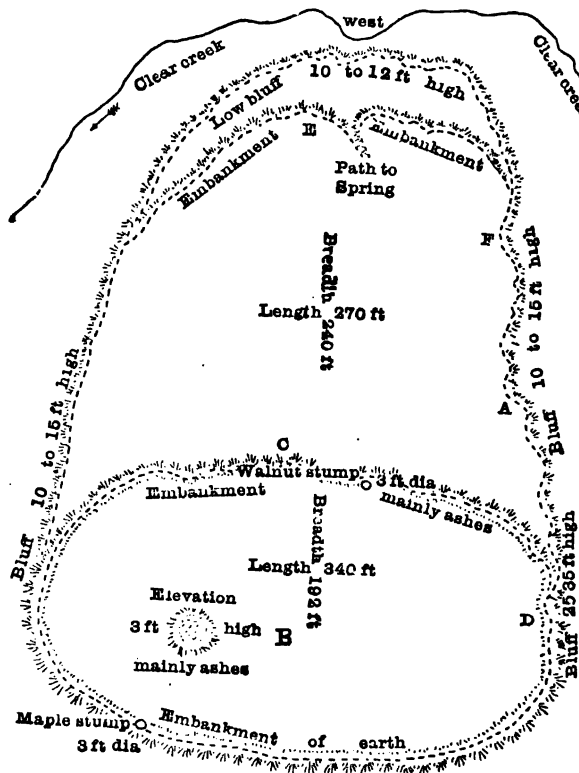 west
Clear creek
Clear creek
Low bluff 10 to 12 ft high
Embankment
E
Embankment
Path to
Spring
F
Breadth 240 ft
Length 270 ft
Bluff 10 to 15 ft high
Bluff 10 to 15 ft high
A
C
Walnut stump 3 ft dia
Embankment
mainly ashes
Breadth 192 ft
Length 340 ft
Bluff 25 35 ft high
Elevation
3 ft high
mainly ashes
B
D
Maple stump
3 ft dia
Embankment of earth